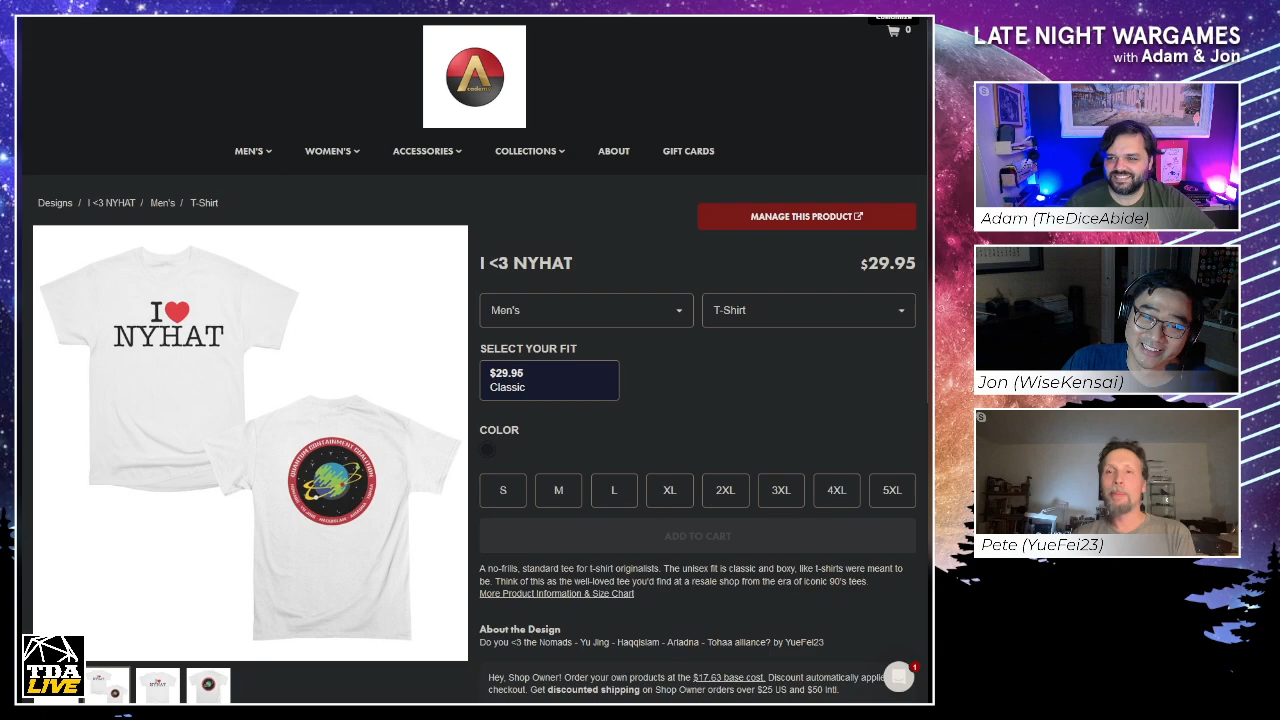 0
A
cademy
MEN'S
WOMEN'S
ACCESSORIES
COLLECTIONS
ABOUT
GIFT CARDS
Designs / I <3 NYHAT / Men's / T-Shirt
MANAGE THIS PRODUCT
I <3 NYHAT
$29.95
Men's
T-Shirt
SELECT YOUR FIT
$29.95
Classic
COLOR
S
M
L
XL
2XL
3XL
4XL
5XL
ADD TO CART
A no-frills, standard tee for t-shirt originalists. The unisex fit is classic and boxy, like t-shirts were meant to
be. Think of this as the well-loved tee you'd find at a resale shop from the era of iconic 90's tees.
More Product Information & Size Chart
About the Design
Do you <3 the Nomads - Yu Jing - Haqqislam - Ariadna - Tohaa alliance? by YueFei23
Hey, Shop Owner! Order your own products at the $17.63 base cost. Discount automatically applie
checkout. Get discounted shipping on Shop Owner orders over $25 US and $50 Intl.
1
I
NYHAT
QUANTUM CONTAINMENT COALITION
TDA
LIVE
LATE NIGHT WARGAMES
with Adam & Jon
Adam (TheDiceAbide)
Jon (WiseKensai)
Pete (YueFei23)